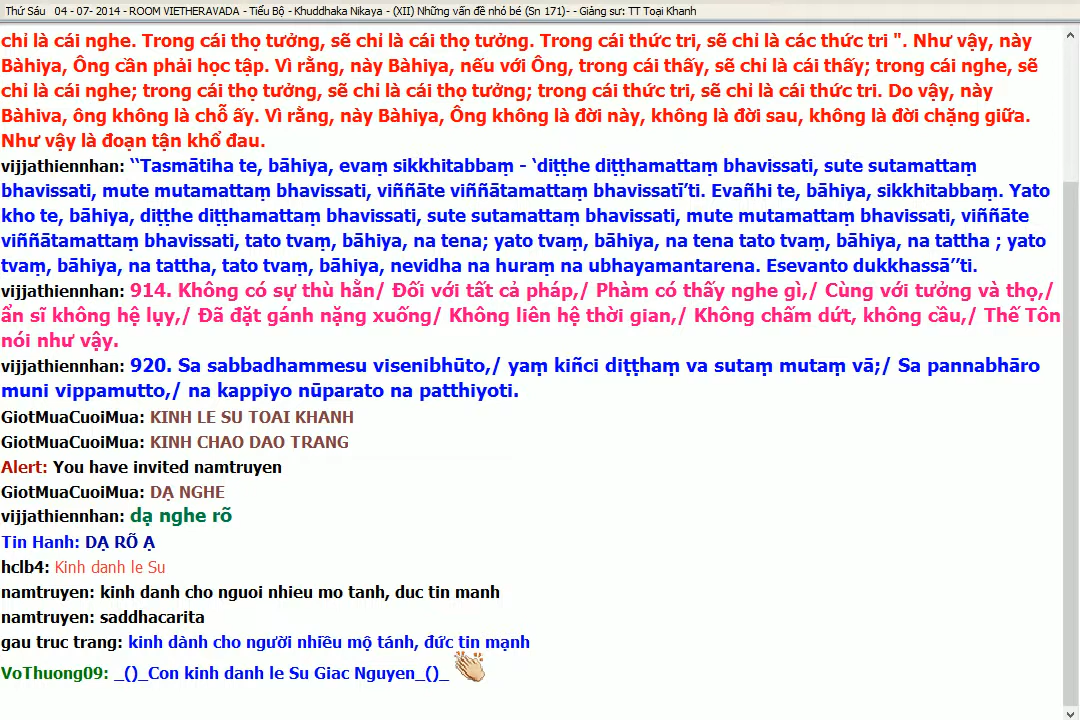 Thứ Sáu 04 - 07- 2014 - ROOM VIETHERAVADA - Tiểu Bộ - Khuddhaka Nikaya - (XII) Những vấn đề nhỏ bé (Sn 171)- - Giảng sư: TT Toại Khanh
chỉ là cái nghe. Trong cái thọ tưởng, sẽ chỉ là cái thọ tưởng. Trong cái thức tri, sẽ chỉ là các thức tri ". Như vậy, này
Bàhiya, Ông cần phải học tập. Vì rằng, này Bàhiya, nếu với Ông, trong cái thấy, sẽ chỉ là cái thấy; trong cái nghe, sẽ
chỉ là cái nghe; trong cái thọ tưởng, sẽ chỉ là cái thọ tưởng; trong cái thức tri, sẽ chỉ là cái thức tri. Do vậy, này
Bàhiva, ông không là chỗ ấy. Vì rằng, này Bàhiya, Ông không là đời này, không là đời sau, không là đời chặng giữa.
Như vậy là đoạn tận khổ đau.
vijjathiennhan: ‘‘Tasmātiha te, bāhiya, evaṃ sikkhitabbaṃ - ‘diṭṭhe diṭṭhamattaṃ bhavissati, sute sutamattaṃ
bhavissati, mute mutamattaṃ bhavissati, viññāte viññātamattaṃ bhavissatī’ti. Evañhi te, bāhiya, sikkhitabbaṃ. Yato
kho te, bāhiya, diṭṭhe diṭṭhamattaṃ bhavissati, sute sutamattaṃ bhavissati, mute mutamattaṃ bhavissati, viññāte
viññātamattaṃ bhavissati, tato tvaṃ, bāhiya, na tena; yato tvaṃ, bāhiya, na tena tato tvaṃ, bāhiya, na tattha ; yato
tvaṃ, bāhiya, na tattha, tato tvaṃ, bāhiya, nevidha na huraṃ na ubhayamantarena. Esevanto dukkhassā’’ti.
vijjathiennhan: 914. Không có sự thù hằn/ Đối với tất cả pháp,/ Phàm có thấy nghe gì,/ Cùng với tưởng và thọ,/
ẩn sĩ không hệ lụy,/ Đã đặt gánh nặng xuống/ Không liên hệ thời gian,/ Không chấm dứt, không cầu,/ Thế Tôn
nói như vậy.
vijjathiennhan: 920. Sa sabbadhammesu visenibhūto,/ yaṃ kiñci diṭṭhaṃ va sutaṃ mutaṃ vā;/ Sa pannabhāro
muni vippamutto,/ na kappiyo nūparato na patthiyoti.
GiotMuaCuoiMua: KINH LE SU TOAI KHANH
GiotMuaCuoiMua: KINH CHAO DAO TRANG
Alert: You have invited namtruyen
GiotMuaCuoiMua: DẠ NGHE
vijjathiennhan: dạ nghe rõ
Tin Hanh: DẠ RÕ Ạ
hclb4: Kinh danh le Su
namtruyen: kinh danh cho nguoi nhieu mo tanh, duc tin manh
namtruyen: saddhacarita
gau truc trang: kinh dành cho người nhiều mộ tánh, đức tin mạnh
VoThuong09: _()_Con kinh danh le Su Giac Nguyen_()_